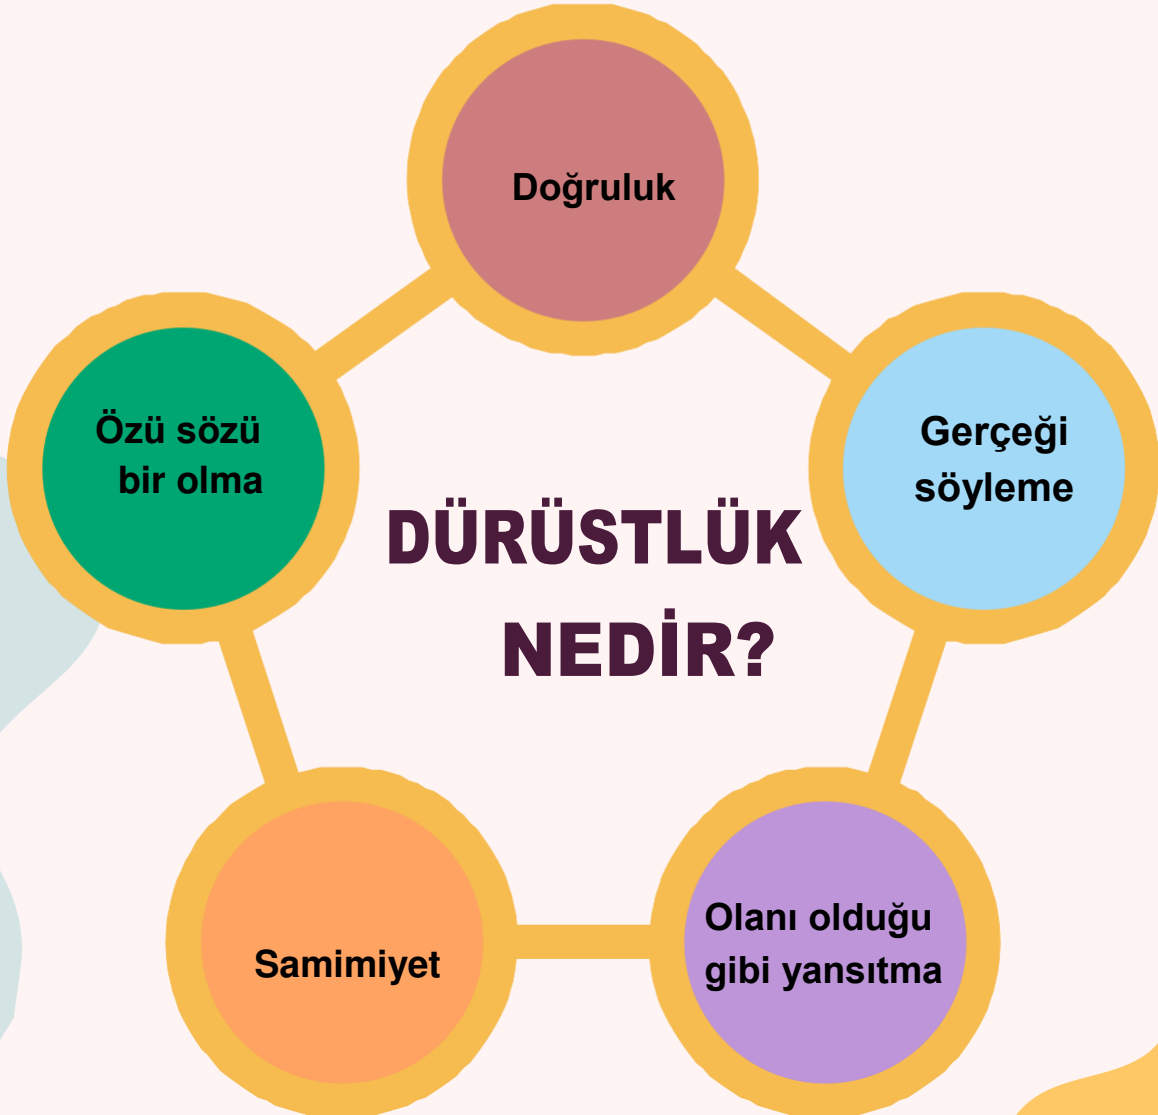 Doğruluk
Özü sözü
bir olma
Gerçeği
söyleme
DÜRÜSTLÜK
NEDİR?
Samimiyet
Olanı olduğu
gibi yansıtma